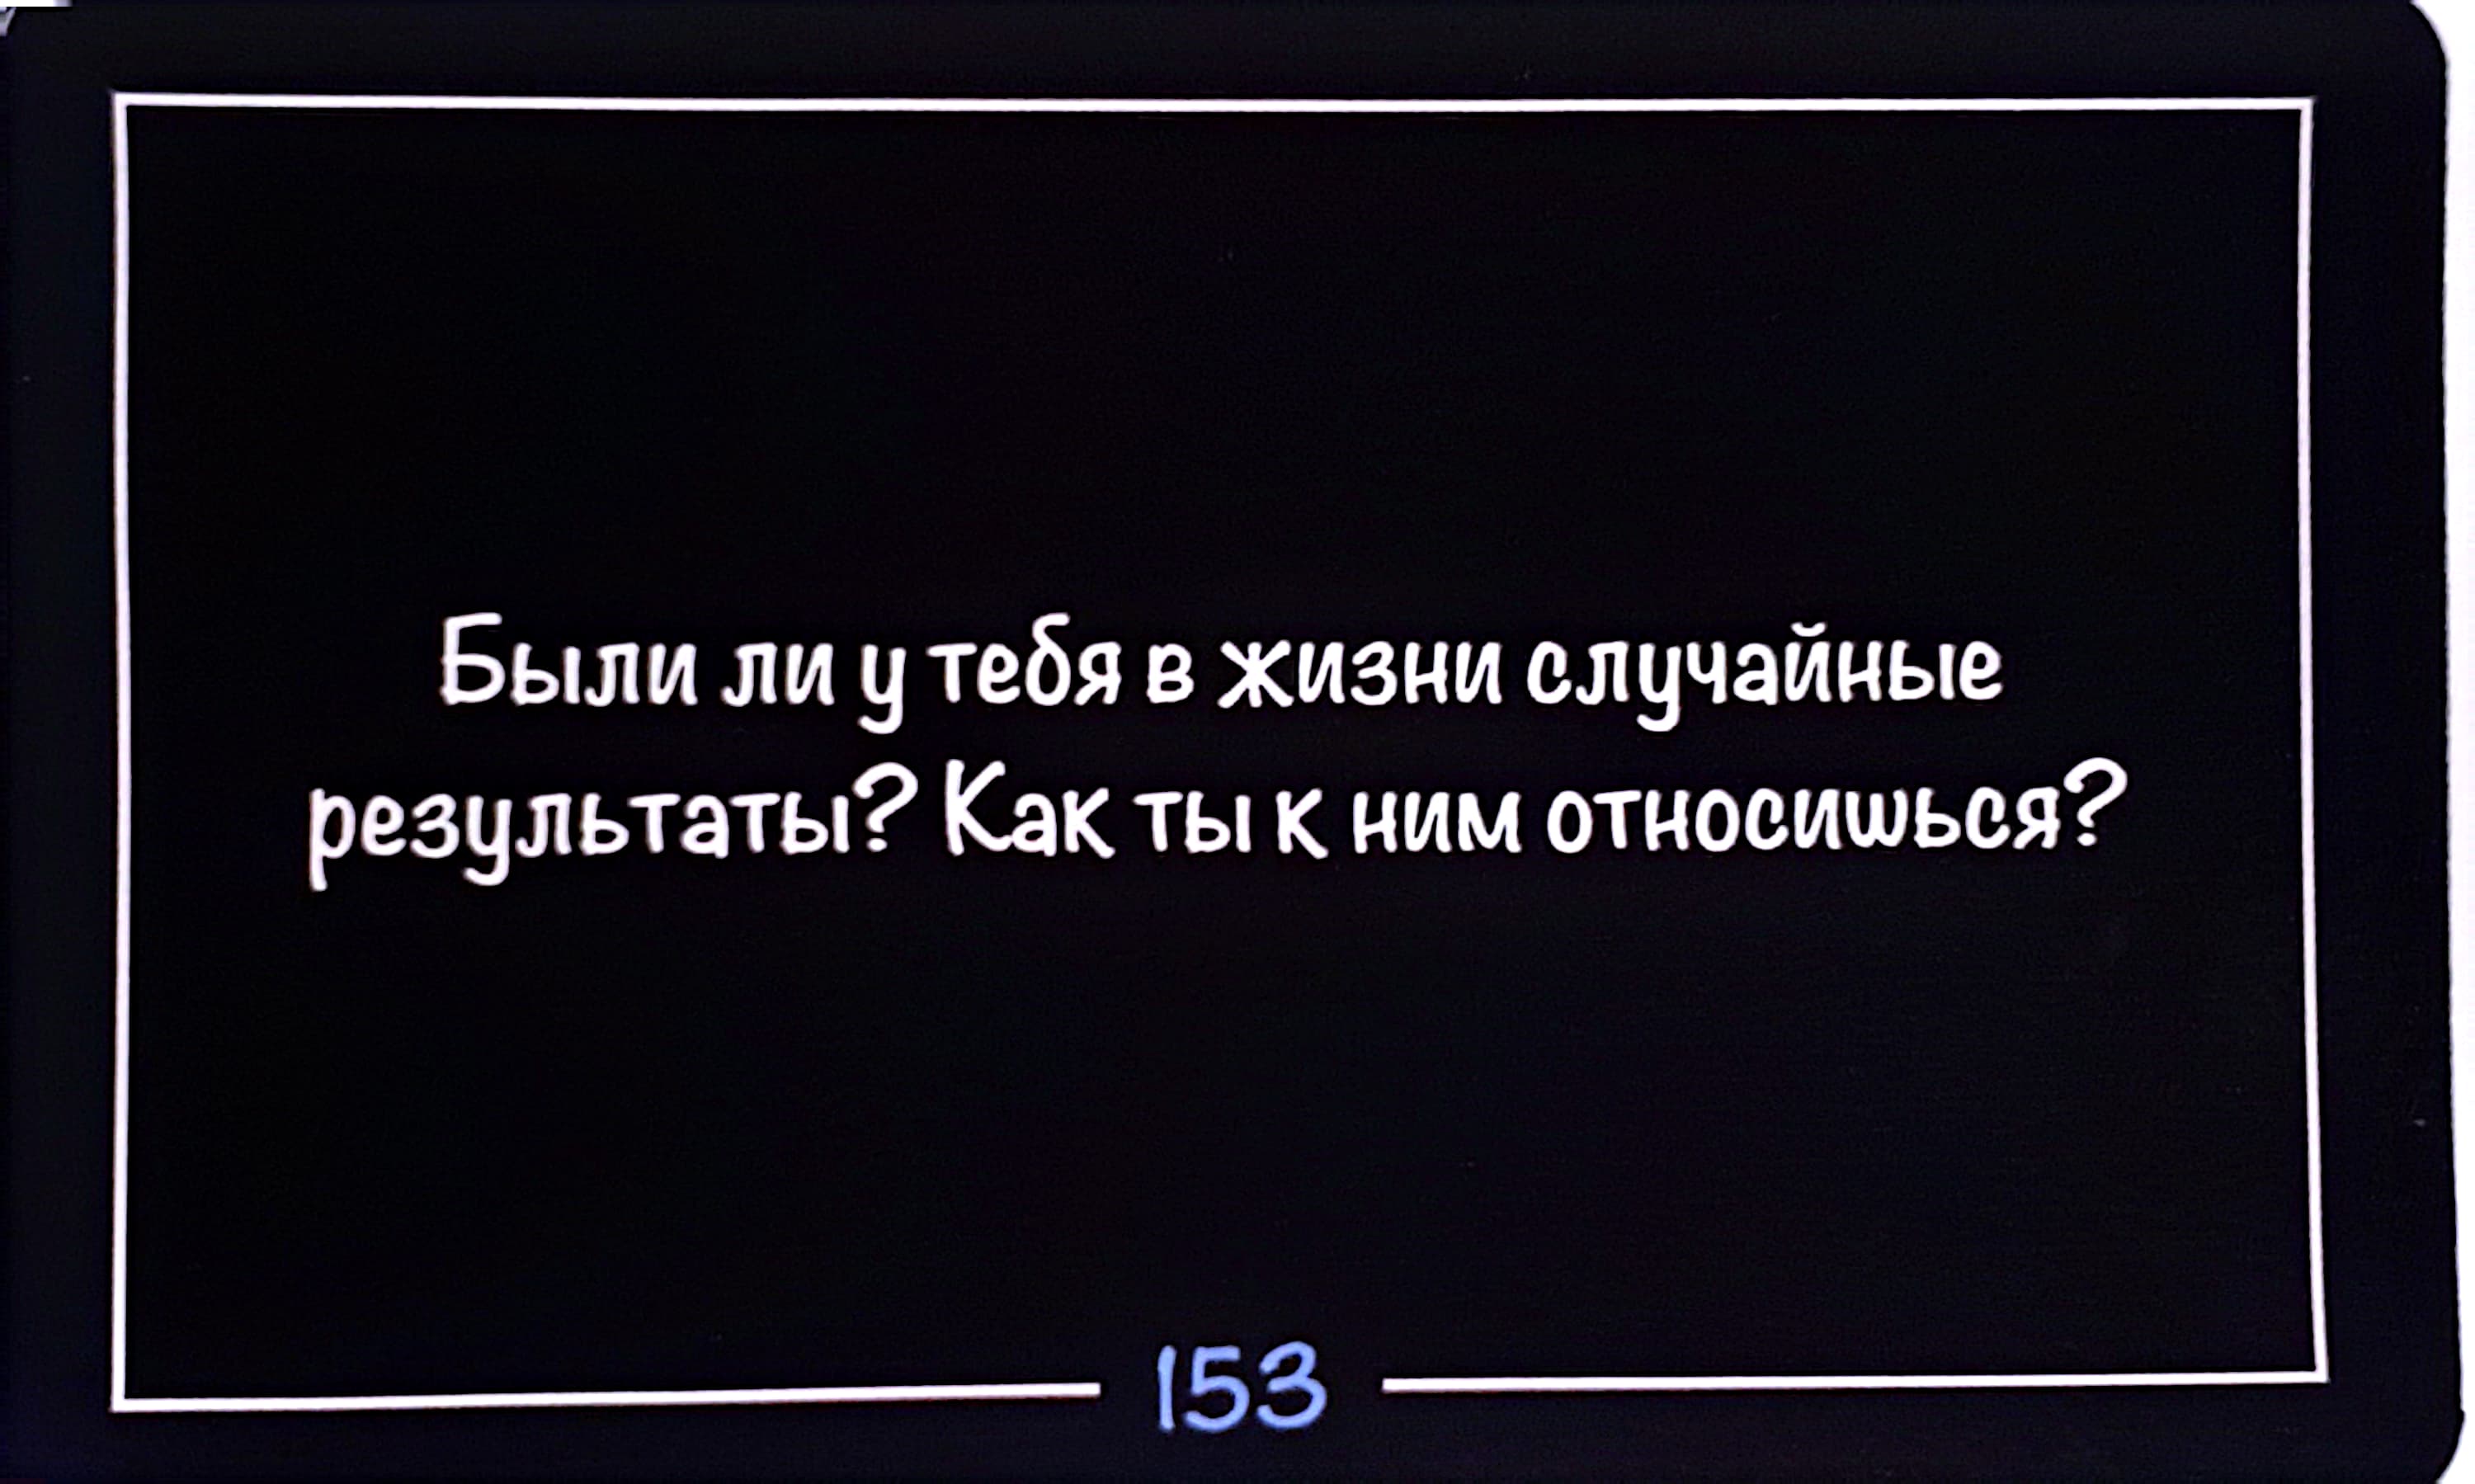 Были ли у тебя в жизни случайные
результаты? Как ты к ним относишься?
153